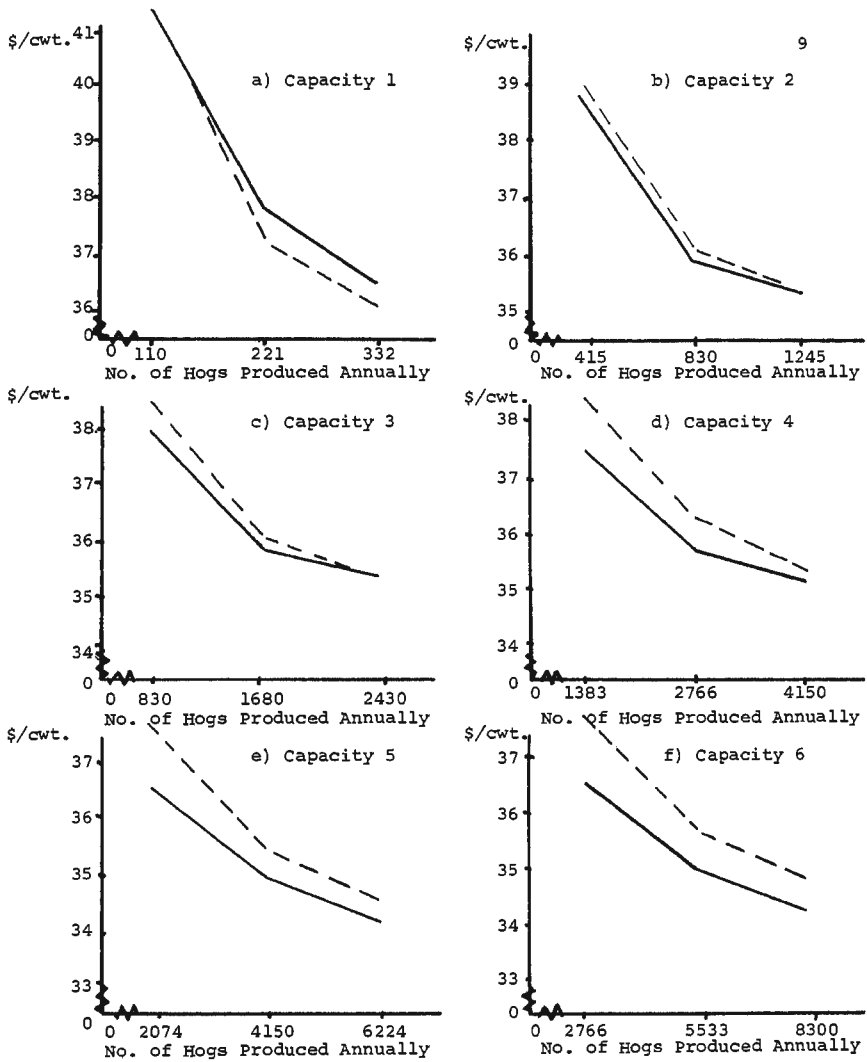 $/cwt.
41
40
39
38
37
36
0
a) Capacity 1
0 110 221 332
No. of Hogs Produced Annually
$/cwt.
9
39
38
37
36
35
0
b) Capacity 2
0 415 830 1245
No. of Hogs Produced Annually
$/cwt.
38
37
36
35
34
0
c) Capacity 3
0 830 1680 2430
No. of Hogs Produced Annually
$/cwt.
38
37
36
35
34
0
d) Capacity 4
0 1383 2766 4150
No. of Hogs Produced Annually
$/cwt.
37
36
35
34
33
0
e) Capacity 5
0 2074 4150 6224
No. of Hogs Produced Annually
$/cwt.
37
36
35
34
33
0
f) Capacity 6
0 2766 5533 8300
No. of Hogs Produced Annually